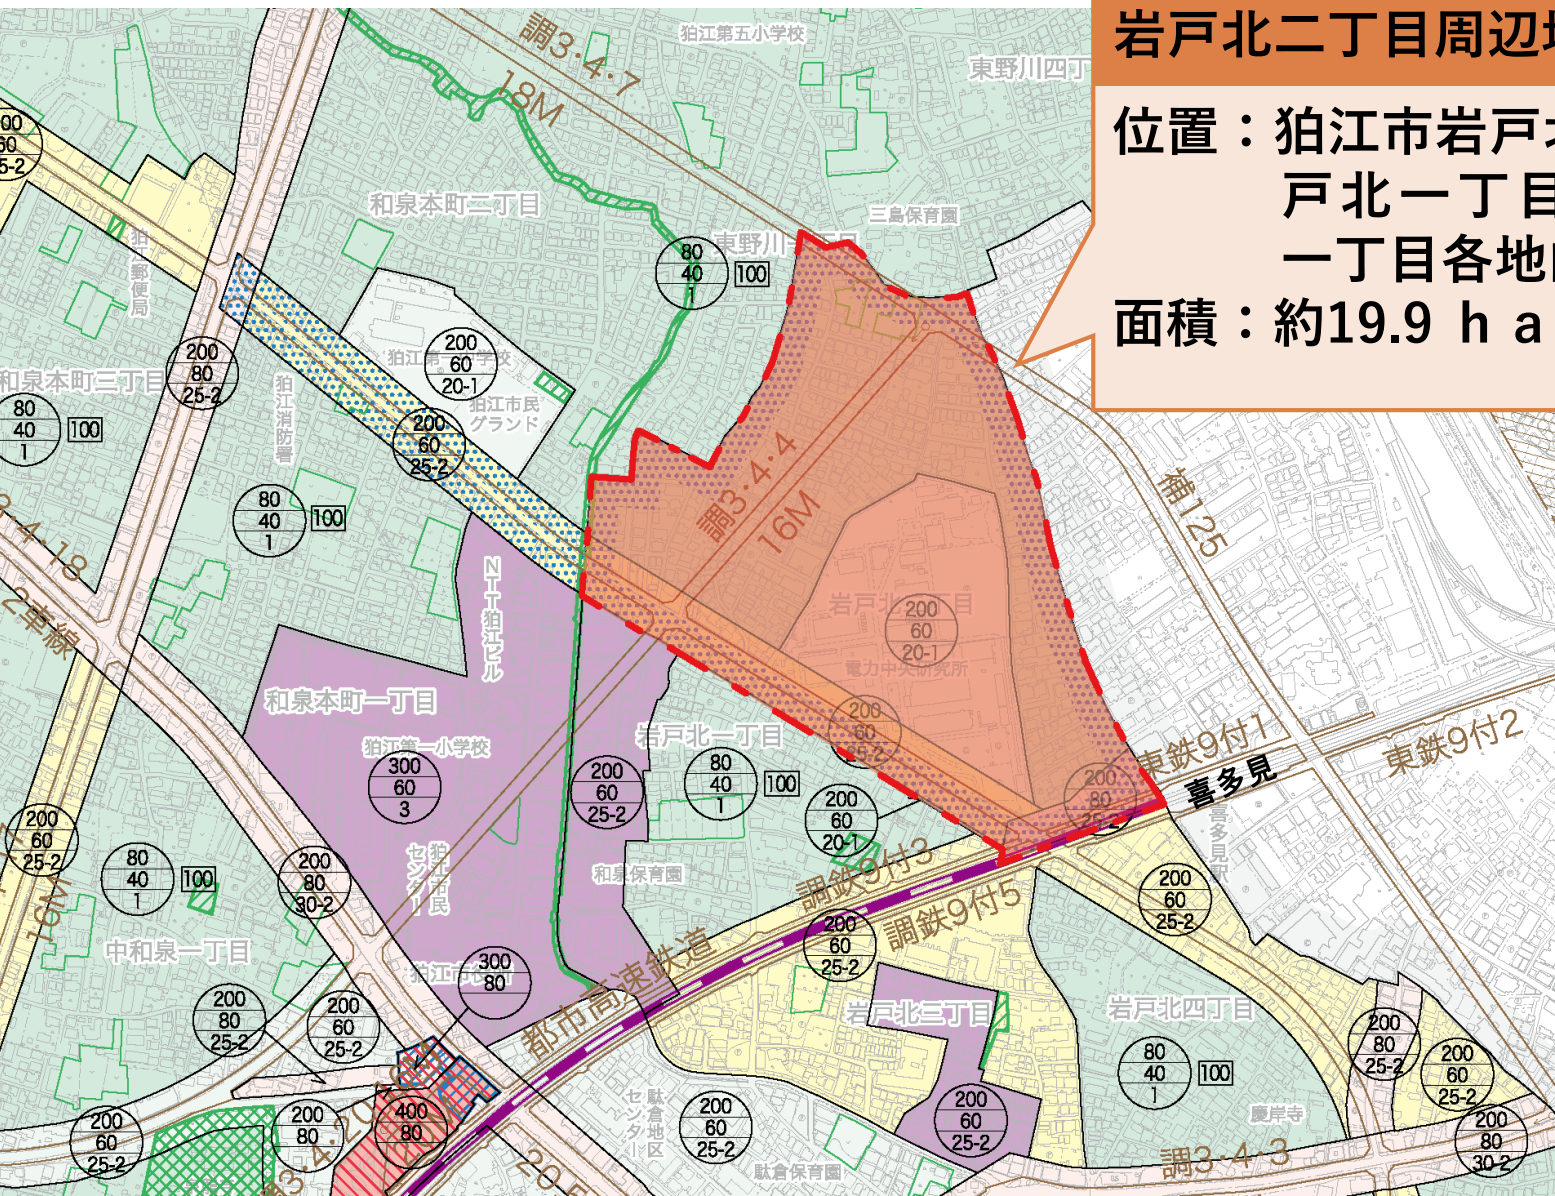 岩戸北二丁目周辺
位置：狛江市岩戸
戸北一丁目
一丁目各地
面積：約19.9 ｈａ
狛江第五小学校
調3・4・7
18M
東野川四丁
和泉本町二丁目
三島保育園
東野川一丁目
80
40
1
100
狛江郵便局
200
60
20-1
狛江市民
グランド
200
80
25-2
和泉本町三丁目
狛江消防署
80
40
1
100
200
60
25-2
80
40
1
100
調3・4・4
16M
補125
NTT狛江ビル
岩戸北二丁目
200
60
20-1
電力中央研究所
2車線
和泉本町一丁目
狛江第一小学校
300
60
3
岩戸北一丁目
200
60
25-2
東鉄9付1
東鉄9付2
喜多見
喜多見駅
200
80
25-2
80
40
1
100
200
60
25-2
200
60
20-1
200
60
25-2
調鉄9付3
調鉄9付5
80
40
1
100
200
80
30-2
狛江市民
センター
和泉保育園
200
60
25-2
16M
中和泉一丁目
200
60
25-2
300
80
都市高速鉄道
岩戸北三丁目
岩戸北四丁目
200
80
25-2
200
60
25-2
200
80
25-2
200
60
25-2
80
40
1
100
駄倉地区
センター
200
60
25-2
200
60
25-2
慶岸寺
200
60
25-2
200
80
400
80
200
80
30-2
調3・4・3
駄倉保育園